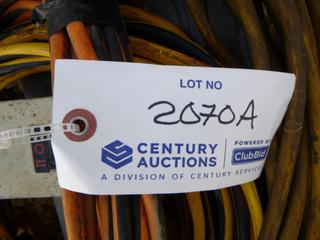 LOT NO
2070A
CENTURY AUCTIONS
POWERED BY
ClubBid
A DIVISION OF CENTURY SERVICES